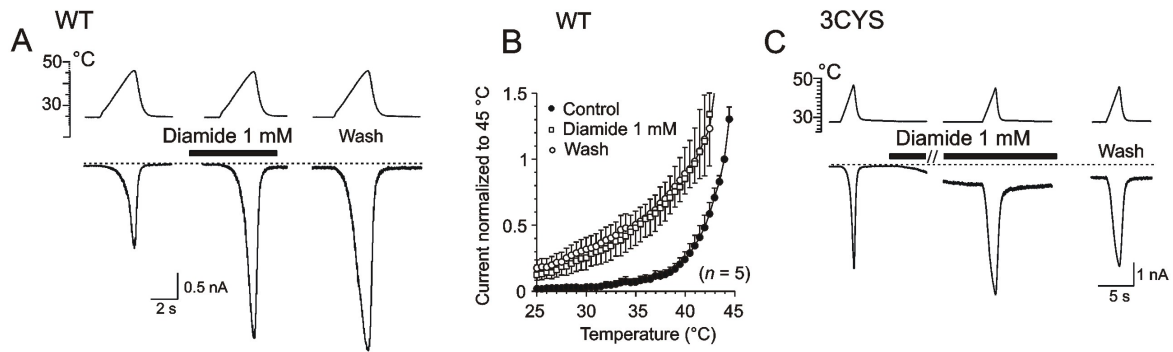 A
WT
50
°C
30
Diamide 1 mM
Wash
0.5 nA
2 s
B
WT
1.5
1
0.5
0
Current normalized to 45 °C
Control
Diamide 1 mM
Wash
(n = 5)
25
30
35
40
45
Temperature (°C)
C
3CYS
50
°C
30
Diamide 1 mM
//
Wash
1 nA
5 s